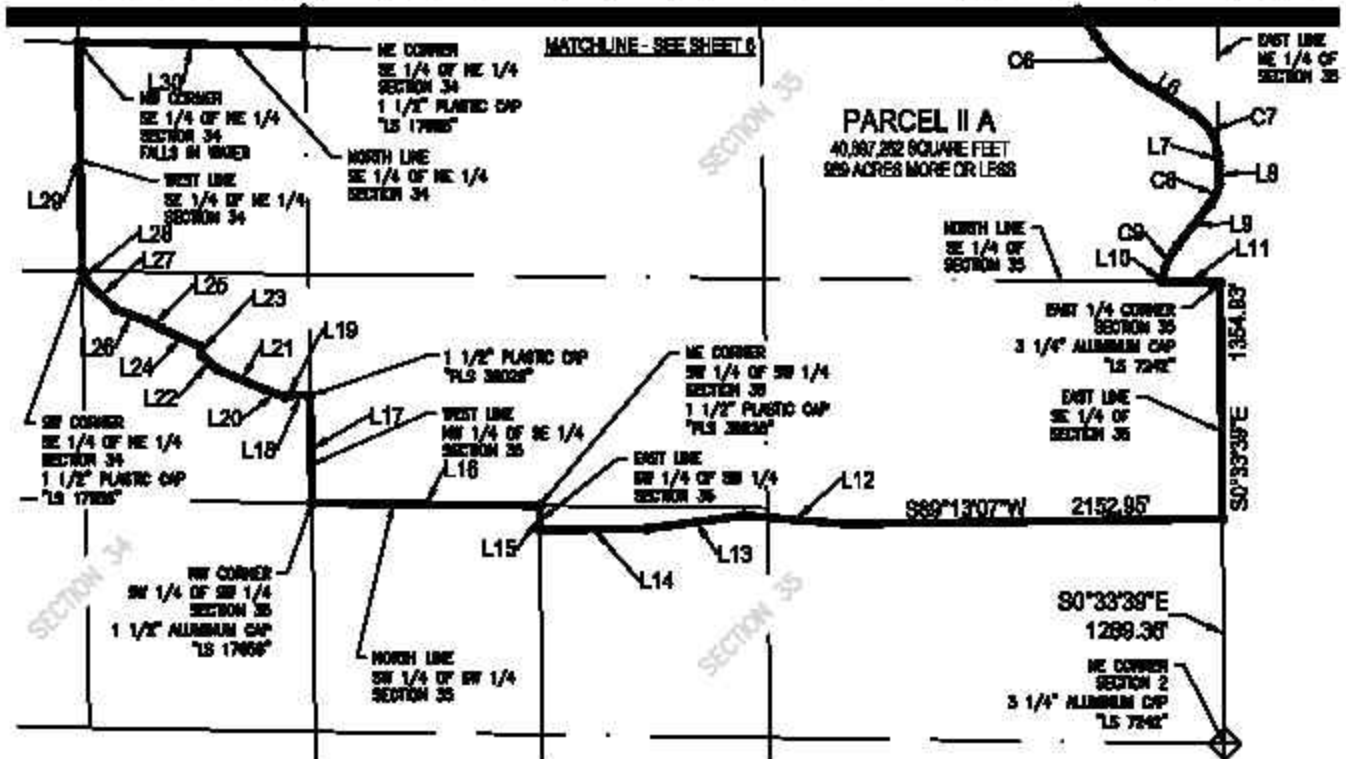 MATCHLINE - SEE SHEET 6
NE CORNER
SE 1/4 OF NE 1/4
SECTION 34
1 1/2" PLASTIC CAP
"LS
L30
NW CORNER
SE 1/4 OF NE 1/4
SECTION 34
FALLS IN WATER
NORTH LINE
SE 1/4 OF NE 1/4
SECTION 34
WEST LINE
SE 1/4 OF NE 1/4
SECTION 34
L29
SECTION 35
PARCEL II A
SQUARE FEET
ACRES MORE OR LESS
C6
L6
EAST LINE
NE 1/4 OF
SECTION 35
C7
L7
L8
C8
L9
C9
L10
L11
NORTH LINE
SE 1/4 OF
SECTION 35
L28
L27
L25
L23
L26
L24
L22
L21
L19
L20
L18
EAST 1/4 CORNER
SECTION 35
3 1/4" ALUMINUM CAP
"LS 7242"
1354.93'
EAST LINE
SE 1/4 OF
SECTION 35
S0°33'39"E
1 1/2" PLASTIC CAP
"PLS
NE CORNER
SW 1/4 OF SW 1/4
SECTION 35
1 1/2" PLASTIC CAP
"PLS
SW CORNER
SE 1/4 OF NE 1/4
SECTION 34
1 1/2" PLASTIC CAP
"LS
L17
WEST LINE
NW 1/4 OF SE 1/4
SECTION 35
L16
EAST LINE
SW 1/4 OF SW 1/4
SECTION
L12
S89°13'07"W 2152.95'
L15
L14
L13
SECTION 34
NW CORNER
SW 1/4 OF SW 1/4
SECTION 35
1 1/2" ALUMINUM CAP
"LS
SECTION 35
S0°33'39"E
1289.36'
NORTH LINE
SW 1/4 OF SW 1/4
SECTION 35
NE CORNER
SECTION 2
3 1/4" ALUMINUM CAP
"LS 7242"